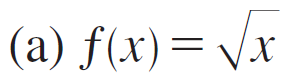 (a) f(x) = √x